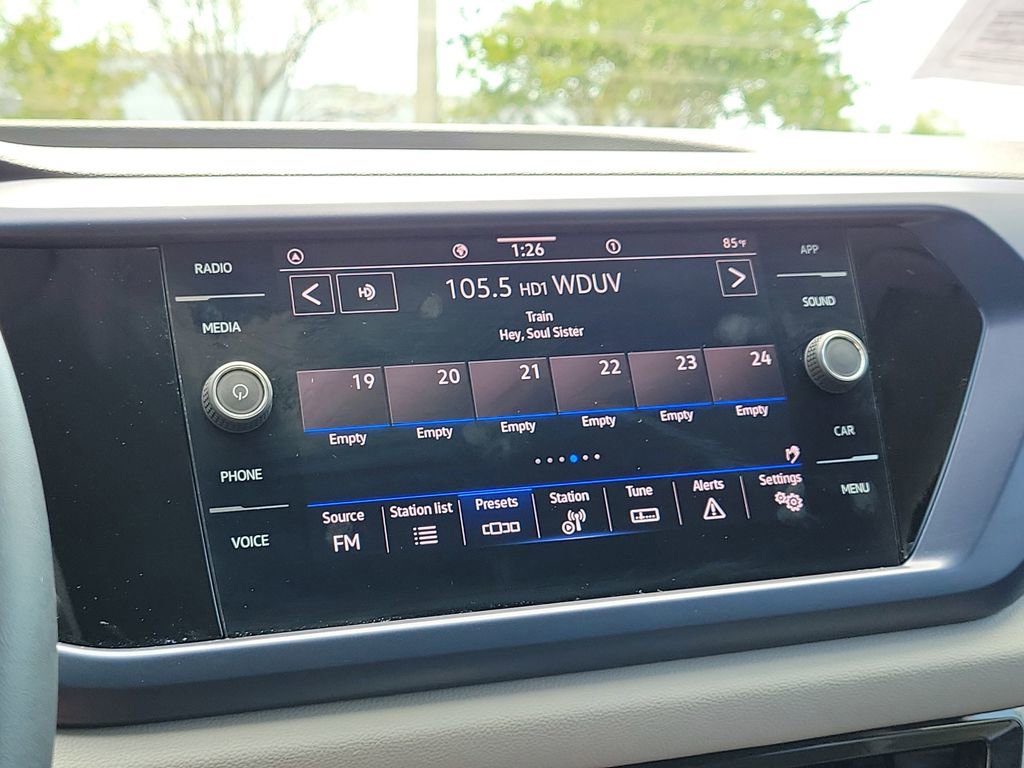 RADIO
MEDIA
PHONE
VOICE
1:26
1
85°F
105.5 HD1 WDUV
Train
Hey, Soul Sister
19 20 21 22 23 24
Empty Empty Empty Empty Empty Empty
Source Station list Presets Station Tune Alerts Settings
FM
APP
SOUND
CAR
MENU